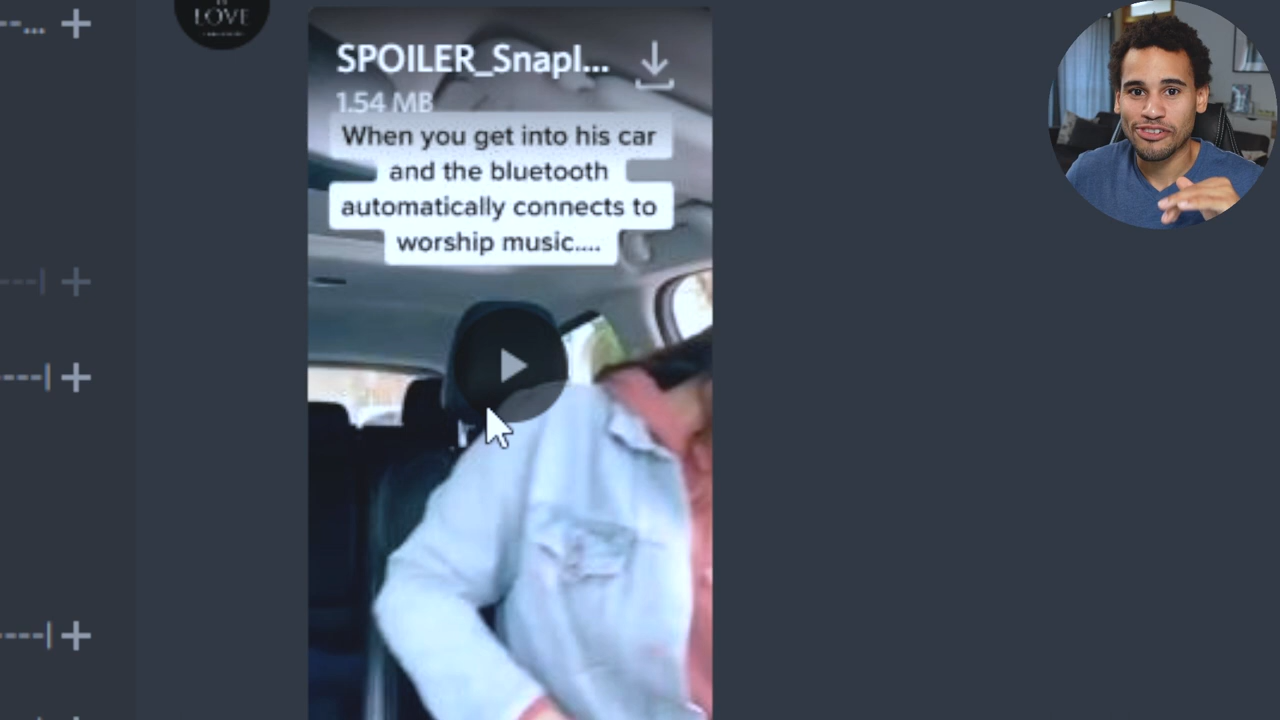 LOVE
SPOILER_Snapl...
1.54 MB
When you get into his car
and the bluetooth
automatically connects to
worship music....